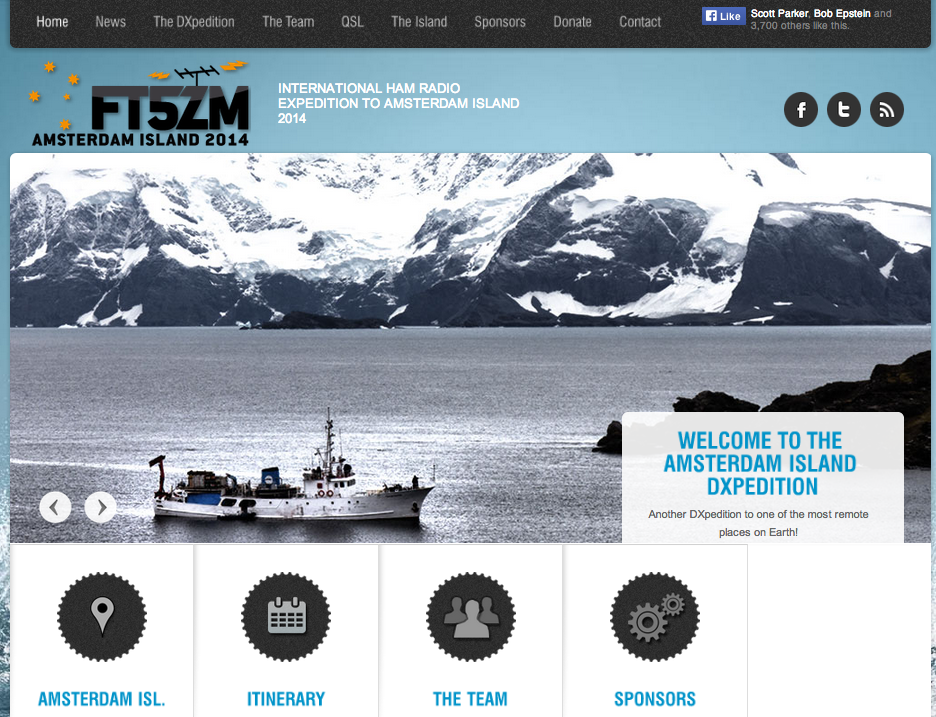 Home News The DXpedition The Team QSL The Island Sponsors Donate Contact
Like
Scott Parker, Bob Epstein and
3,700 others like this.
FT5ZM
AMSTERDAM ISLAND 2014
INTERNATIONAL HAM RADIO
EXPEDITION TO AMSTERDAM ISLAND
2014
WELCOME TO THE
AMSTERDAM ISLAND
DXPEDITION
Another DXpedition to one of the most remote
places on Earth!
AMSTERDAM ISL. ITINERARY THE TEAM SPONSORS